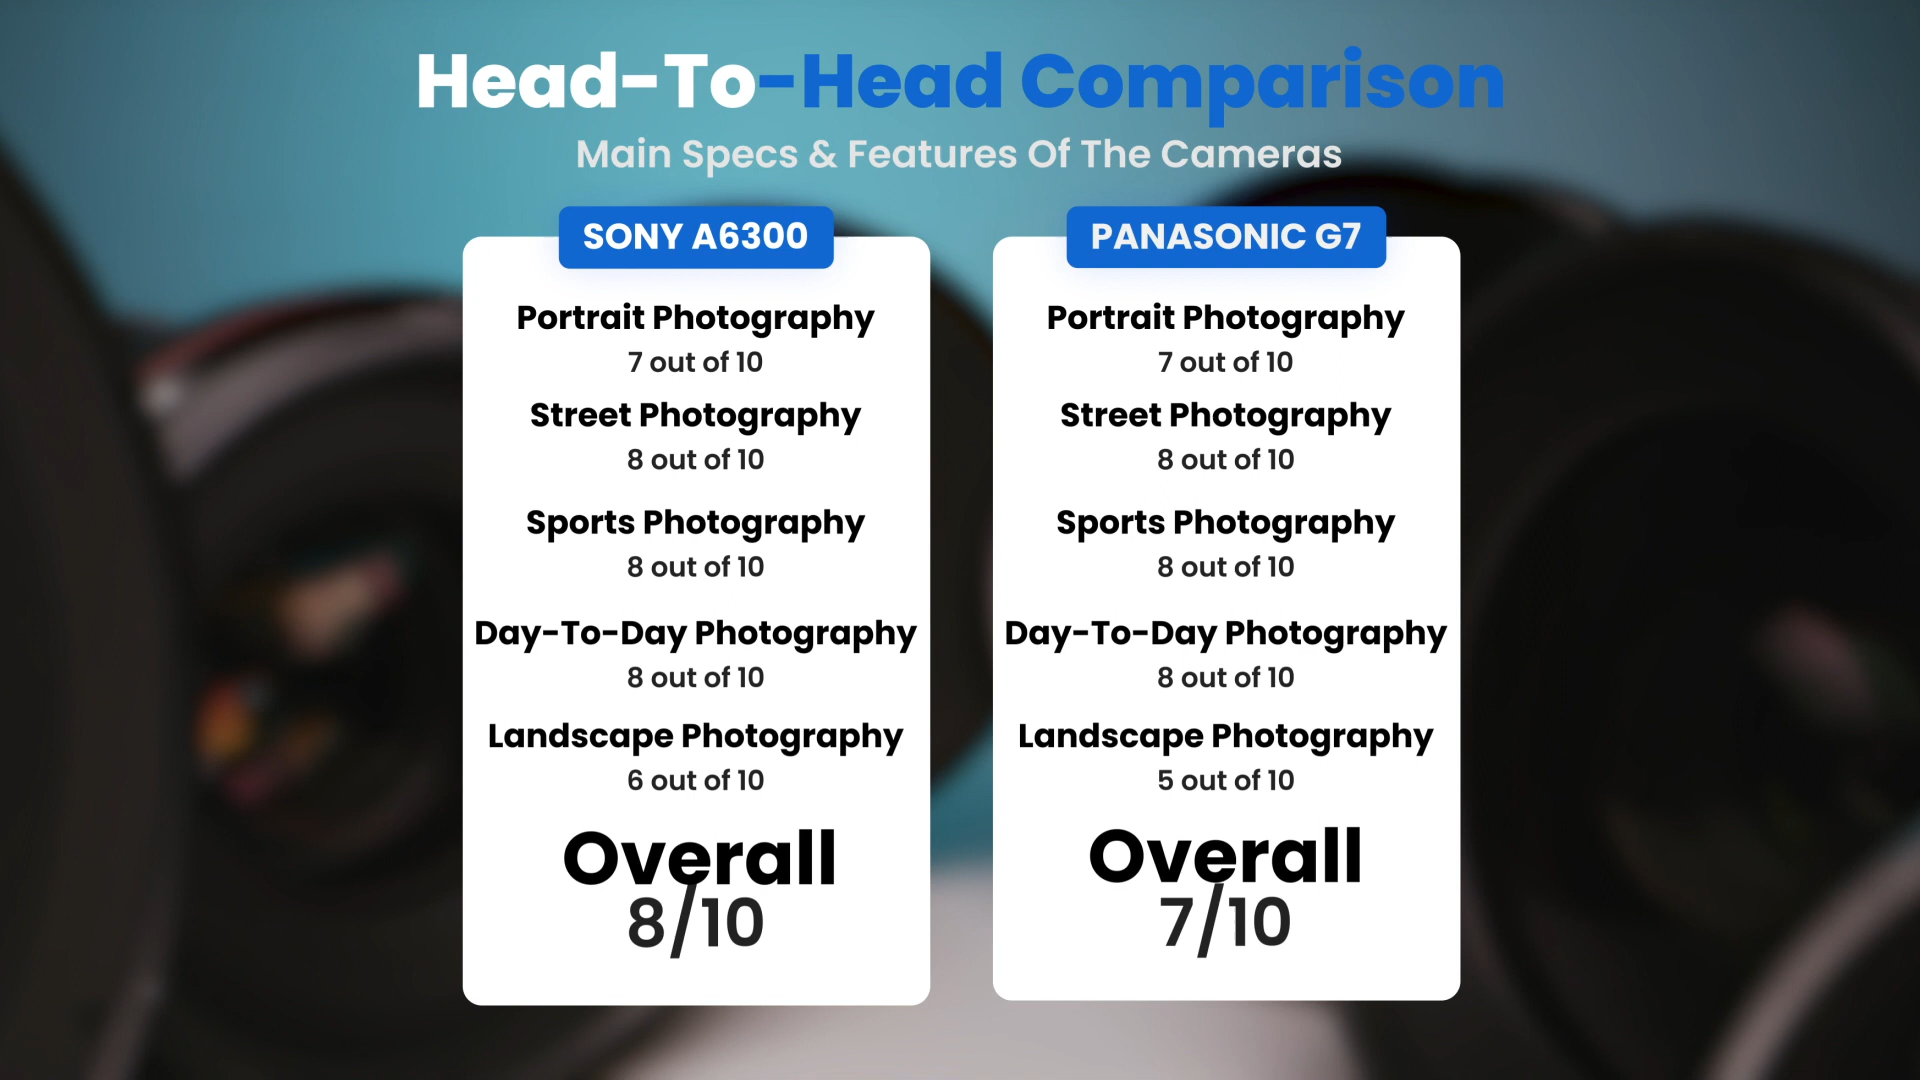 Head-To-Head Comparison
Main Specs & Features Of The Cameras
SONY A6300
Portrait Photography
7 out of 10
Street Photography
8 out of 10
Sports Photography
8 out of 10
Day-To-Day Photography
8 out of 10
Landscape Photography
6 out of 10
Overall
8/10
PANASONIC G7
Portrait Photography
7 out of 10
Street Photography
8 out of 10
Sports Photography
8 out of 10
Day-To-Day Photography
8 out of 10
Landscape Photography
5 out of 10
Overall
7/10